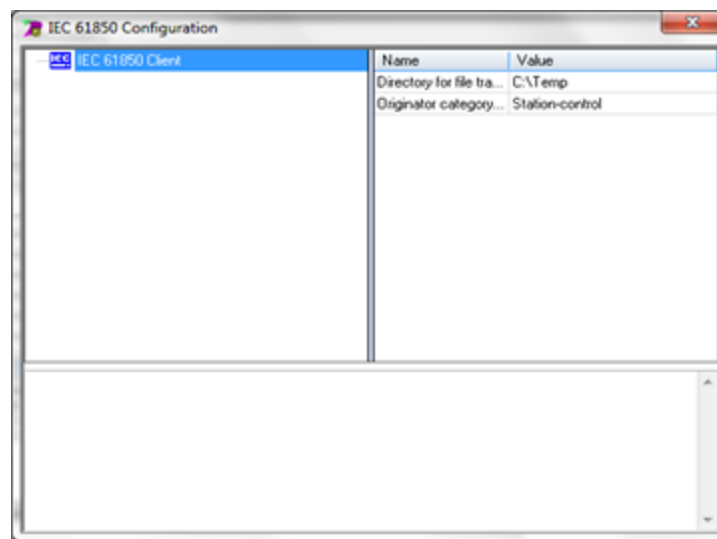 IEC 61850 Configuration
IEC IEC 61850 Client
Name Value
Directory for file tra... C:\Temp
Originator category... Station-control